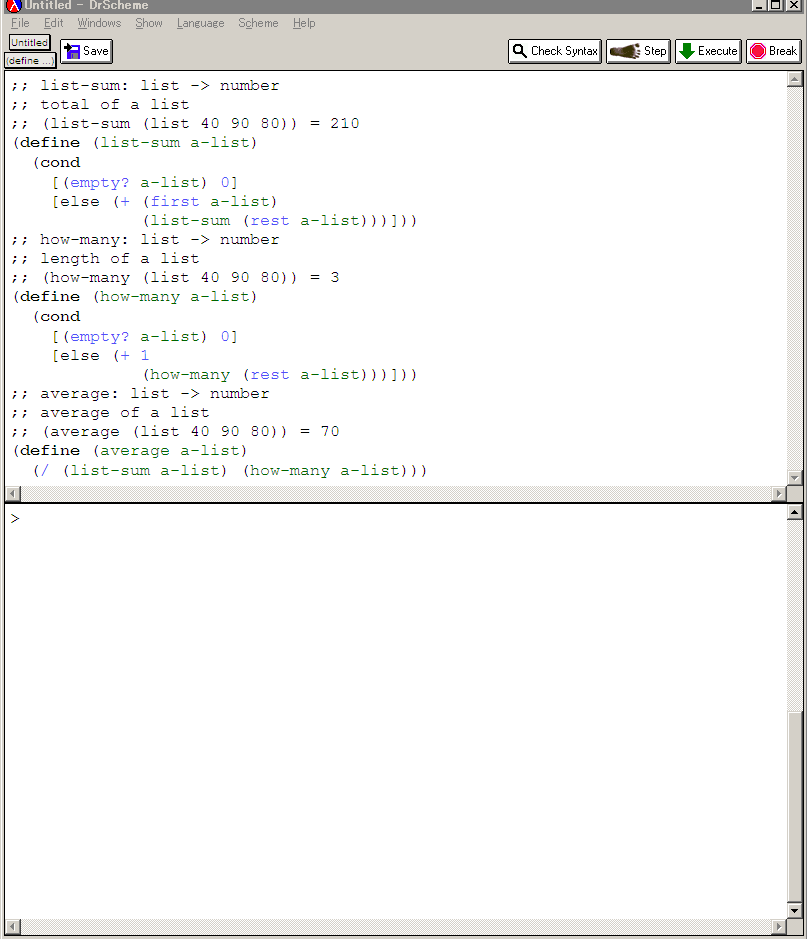 Untitled - DrScheme
File Edit Windows Show Language Scheme Help
Untitled
(define ...)
Save
Check Syntax
Step
Execute
Break
;; list-sum: list -> number
;; total of a list
;; (list-sum (list 40 90 80)) = 210
(define (list-sum a-list)
  (cond
    [(empty? a-list) 0]
    [else (+ (first a-list)
             (list-sum (rest a-list)))]))
;; how-many: list -> number
;; length of a list
;; (how-many (list 40 90 80)) = 3
(define (how-many a-list)
  (cond
    [(empty? a-list) 0]
    [else (+ 1
             (how-many (rest a-list)))]))
;; average: list -> number
;; average of a list
;; (average (list 40 90 80)) = 70
(define (average a-list)
  (/ (list-sum a-list) (how-many a-list)))
>